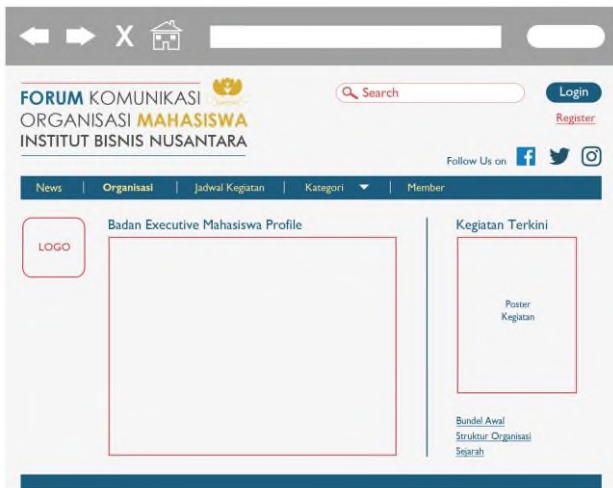 X
FORUM KOMUNIKASI
ORGANISASI MAHASISWA
INSTITUT BISNIS NUSANTARA
Search
Login
Register
Follow Us on
News | Organisasi | Jadwal Kegiatan | Kategori | Member
LOGO
Badan Executive Mahasiswa Profile
Kegiatan Terkini
Poster
Kegiatan
Bundel Awal
Struktur Organisasi
Sejarah